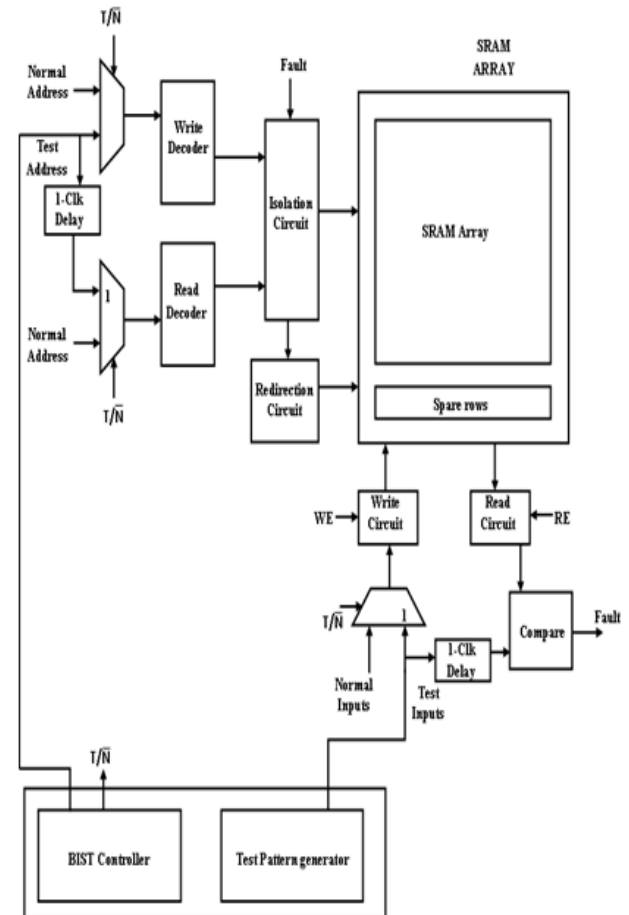 T/N̅
SRAM
ARRAY
Normal
Address
Fault
Write
Decoder
Test
Address
1-Clk
Delay
Isolation
Circuit
SRAM Array
1
Read
Decoder
Normal
Address
T/N̅
Redirection
Circuit
Spare rows
WE
Write
Circuit
Read
Circuit
RE
T/N̅
1
Compare
Fault
1-Clk
Delay
Normal
Inputs
Test
Inputs
T/N̅
BIST Controller
Test Pattern generator